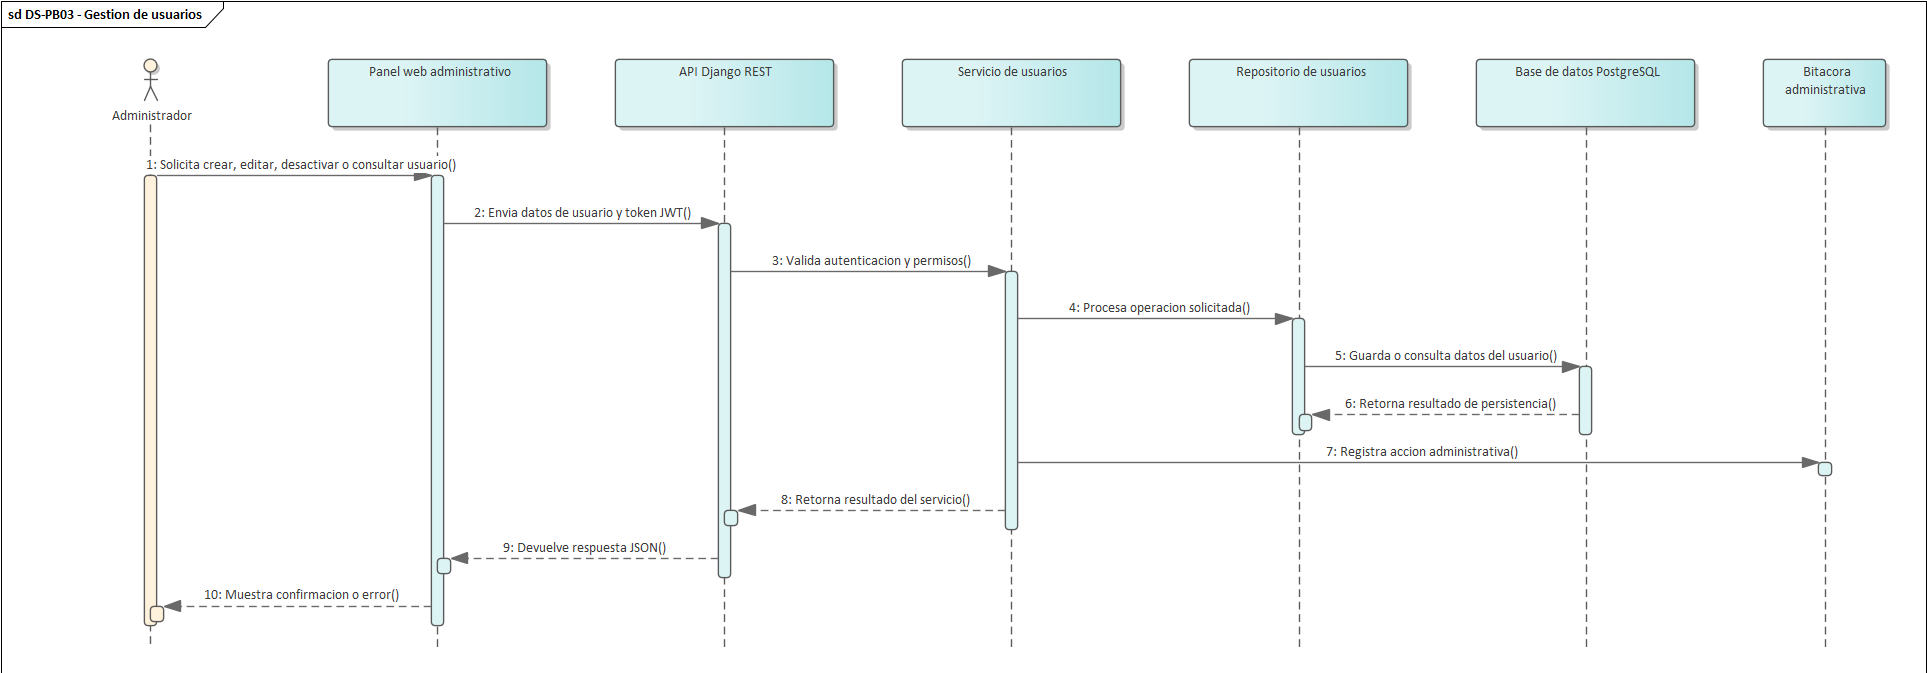 sd DS-PB03 - Gestion de usuarios
Administrador
Panel web administrativo
API Django REST
Servicio de usuarios
Repositorio de usuarios
Base de datos PostgreSQL
Bitacora
administrativa
1: Solicita crear, editar, desactivar o consultar usuario()
2: Envia datos de usuario y token JWT()
3: Valida autenticacion y permisos()
4: Procesa operacion solicitada()
5: Guarda o consulta datos del usuario()
6: Retorna resultado de persistencia()
7: Registra accion administrativa()
8: Retorna resultado del servicio()
9: Devuelve respuesta JSON()
10: Muestra confirmacion o error()